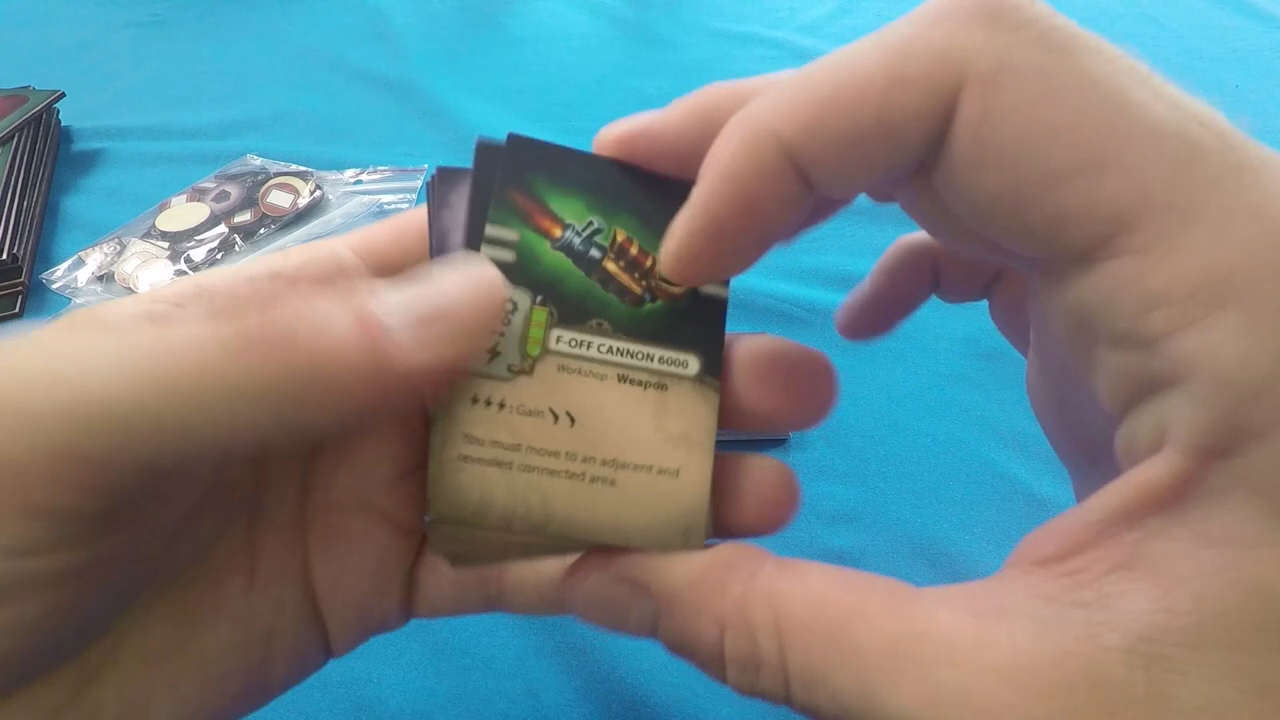 F-OFF CANNON 6000
Workshop - Weapon
: Gain
You must move to an adjacent and
revealed connected area.